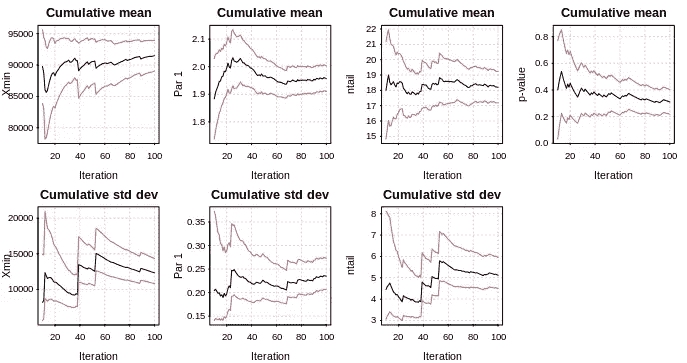 Cumulative mean Cumulative mean Cumulative mean Cumulative mean
Xmin 95000 90000 85000 80000
Par 1 2.1 2.0 1.9 1.8
ntail 22 21 20 19 18 17 16 15
p-value 0.8 0.6 0.4 0.2 0.0
20 40 60 80 100 20 40 60 80 100 20 40 60 80 100 20 40 60 80 100
Iteration Iteration Iteration Iteration
Cumulative std dev Cumulative std dev Cumulative std dev
Xmin 20000 15000 10000
Par 1 0.35 0.30 0.25 0.20 0.15
ntail 8 7 6 5 4 3
20 40 60 80 100 20 40 60 80 100 20 40 60 80 100
Iteration Iteration Iteration